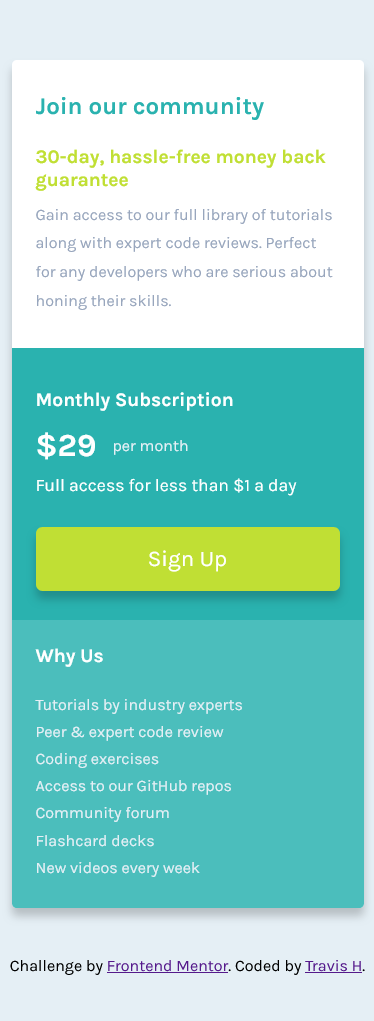 Join our community
30-day, hassle-free money back
guarantee
Gain access to our full library of tutorials
along with expert code reviews. Perfect
for any developers who are serious about
honing their skills.
Monthly Subscription
$29 per month
Full access for less than $1 a day
Sign Up
Why Us
Tutorials by industry experts
Peer & expert code review
Coding exercises
Access to our GitHub repos
Community forum
Flashcard decks
New videos every week
Challenge by Frontend Mentor. Coded by Travis H.